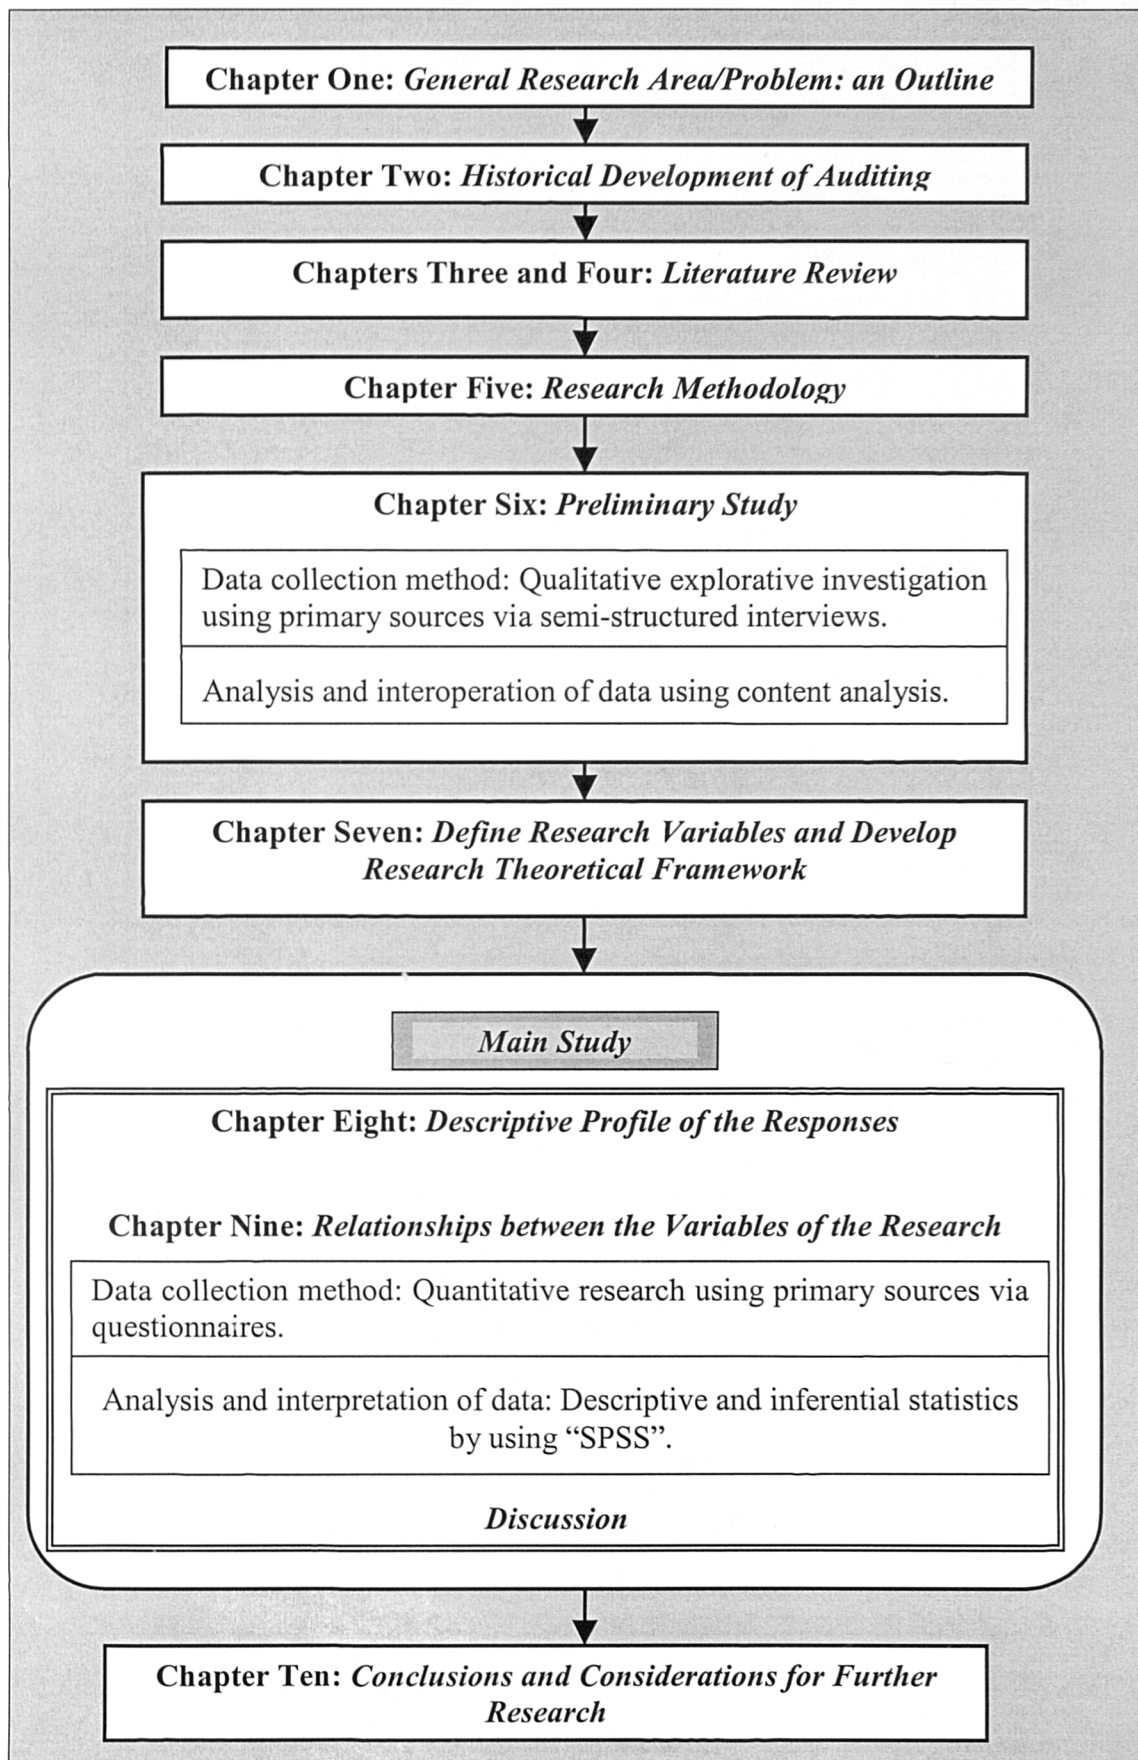 Chapter One: General Research Area/Problem: an Outline
Chapter Two: Historical Development of Auditing
Chapters Three and Four: Literature Review
Chapter Five: Research Methodology
Chapter Six: Preliminary Study
Data collection method: Qualitative explorative investigation
using primary sources via semi-structured interviews.
Analysis and interoperation of data using content analysis.
Chapter Seven: Define Research Variables and Develop
Research Theoretical Framework
Main Study
Chapter Eight: Descriptive Profile of the Responses
Chapter Nine: Relationships between the Variables of the Research
Data collection method: Quantitative research using primary sources via
questionnaires.
Analysis and interpretation of data: Descriptive and inferential statistics
by using “SPSS”.
Discussion
Chapter Ten: Conclusions and Considerations for Further
Research